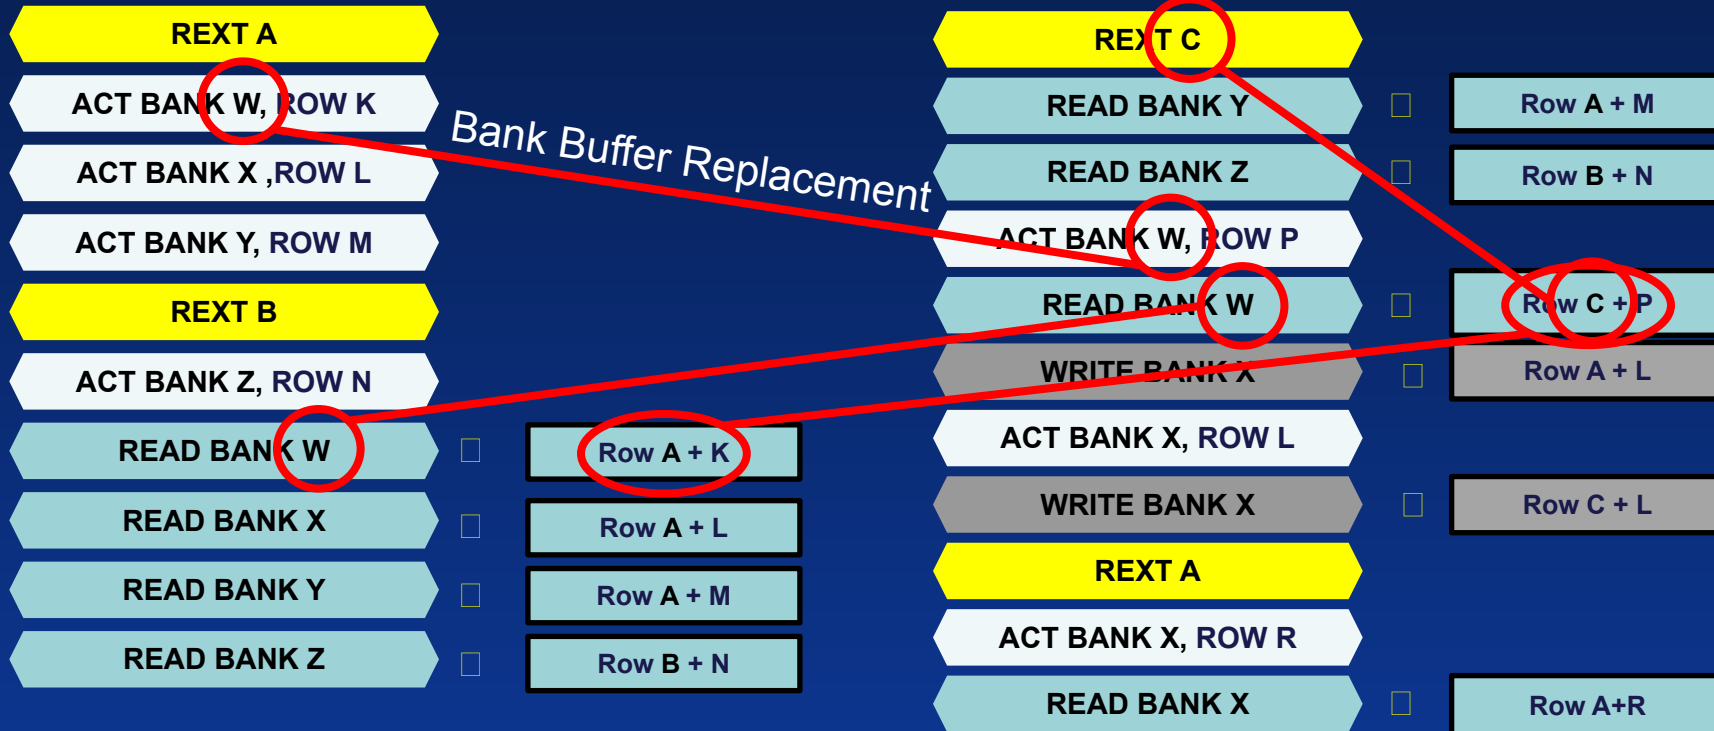 REXT A
ACT BANK W, ROW K
ACT BANK X ,ROW L
ACT BANK Y, ROW M
REXT B
ACT BANK Z, ROW N
READ BANK W
Row A + K
READ BANK X
Row A + L
READ BANK Y
Row A + M
READ BANK Z
Row B + N
Bank Buffer Replacement
REXT C
READ BANK Y
Row A + M
READ BANK Z
Row B + N
ACT BANK W, ROW P
READ BANK W
Row C + P
WRITE BANK X
Row A + L
ACT BANK X, ROW L
WRITE BANK X
Row C + L
REXT A
ACT BANK X, ROW R
READ BANK X
Row A+R